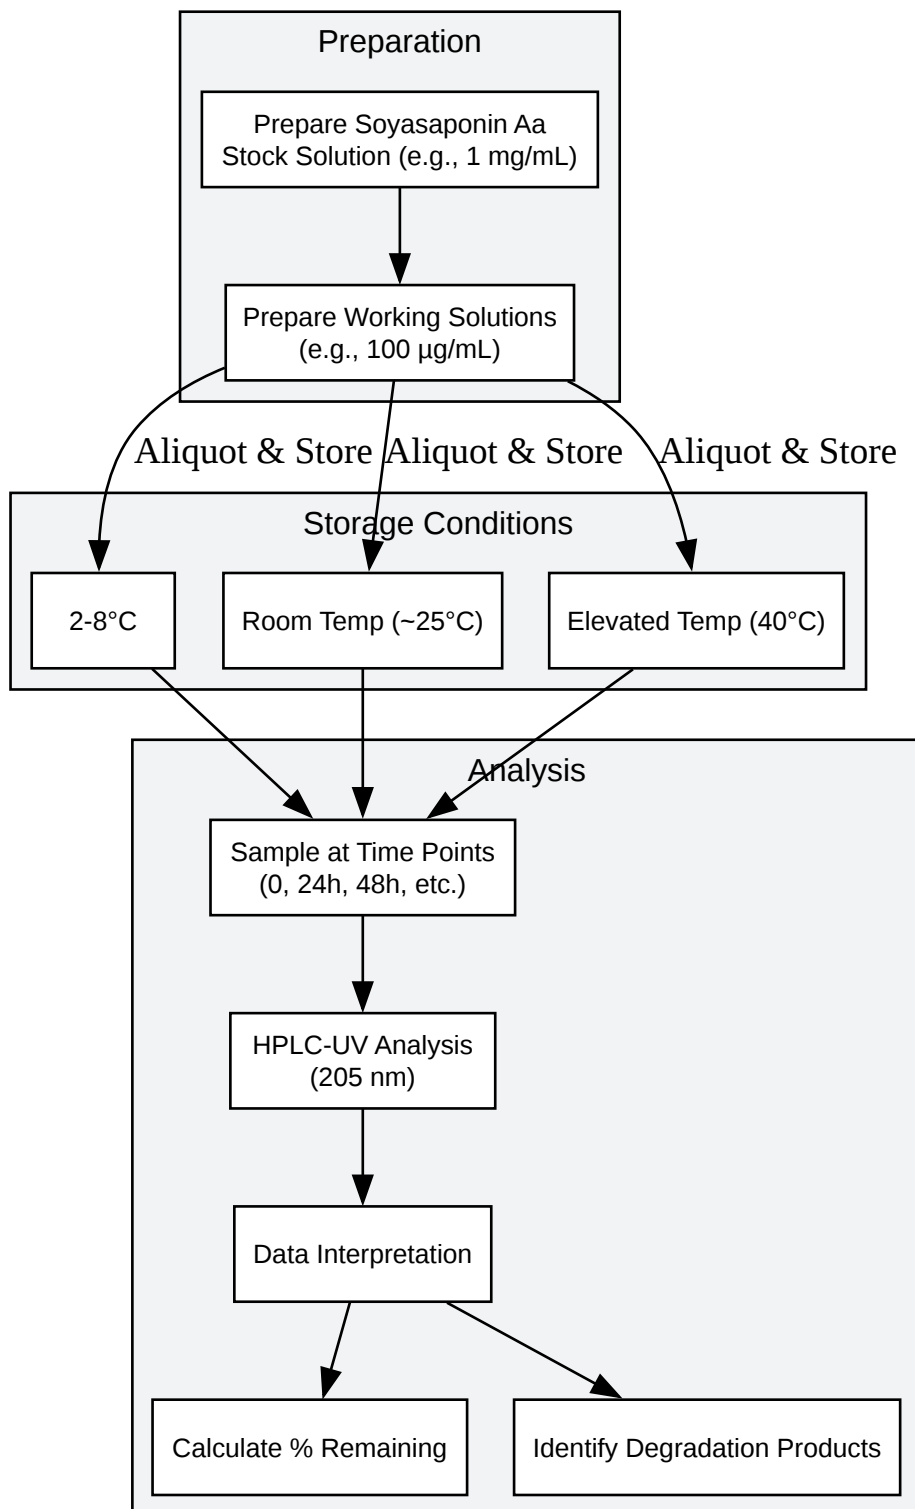 Preparation
Prepare Soyasaponin Aa
Stock Solution (e.g., 1 mg/mL)
Prepare Working Solutions
(e.g., 100 µg/mL)
Aliquot & Store
Aliquot & Store
Aliquot & Store
Storage Conditions
2-8°C
Room Temp (~25°C)
Elevated Temp (40°C)
Analysis
Sample at Time Points
(0, 24h, 48h, etc.)
HPLC-UV Analysis
(205 nm)
Data Interpretation
Calculate % Remaining
Identify Degradation Products